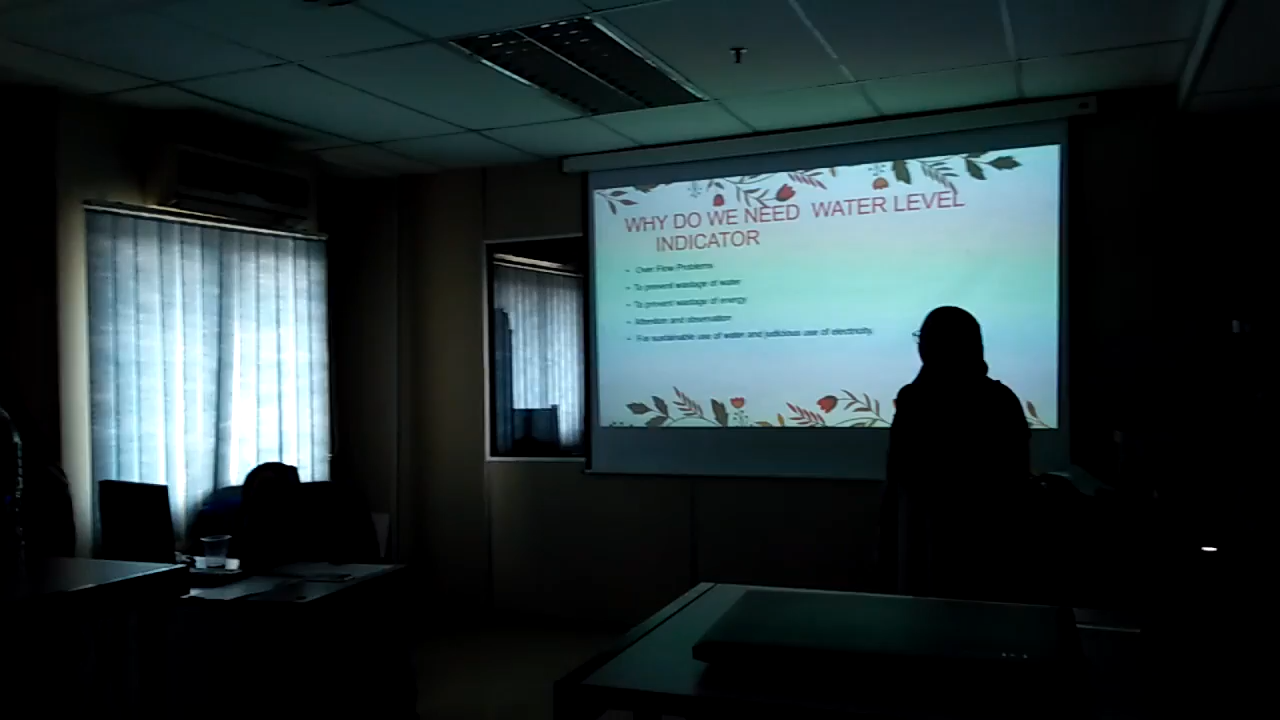 WHY DO WE NEED WATER LEVEL
INDICATOR
• Over Flow Problems
• To prevent wastage of water
• To prevent wastage of energy
• Attention and observation
• For sustainable use of water and judicious use of electricity